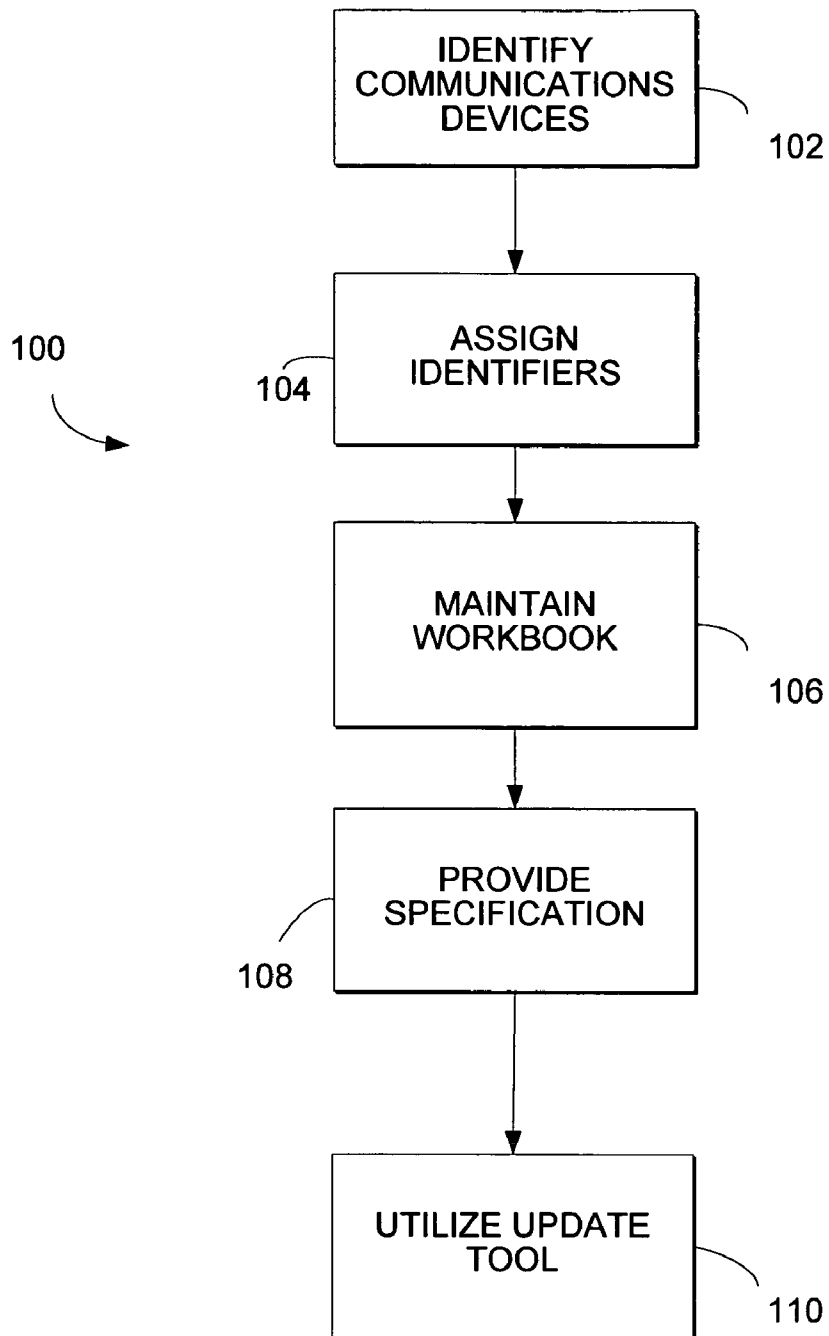 IDENTIFY
COMMUNICATIONS
DEVICES
102
100
ASSIGN
IDENTIFIERS
104
MAINTAIN
WORKBOOK
106
PROVIDE
SPECIFICATION
108
UTILIZE UPDATE
TOOL
110